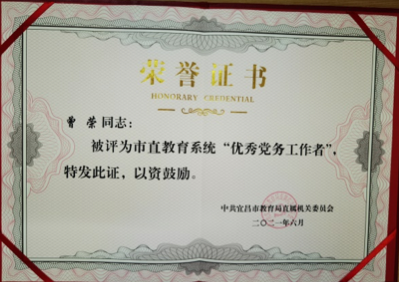 荣誉证书
HONORARY CREDENTIAL
曹荣同志：
被评为市直教育系统“优秀党务工作者”，
特发此证，以资鼓励。
中共宜昌市教育局直属机关委员会
二〇二一年六月